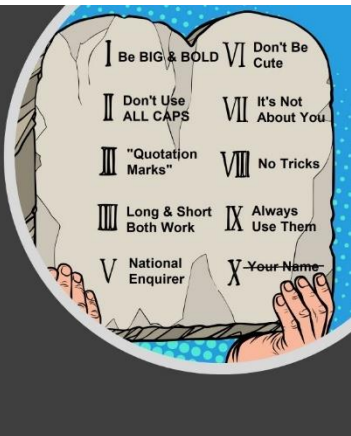 I Be BIG & BOLD
II Don't Use
ALL CAPS
III "Quotation
Marks"
IIII Long & Short
Both Work
V National
Enquirer
VI Don't Be
Cute
VII It's Not
About You
VIII No Tricks
IX Always
Use Them
X Your Name